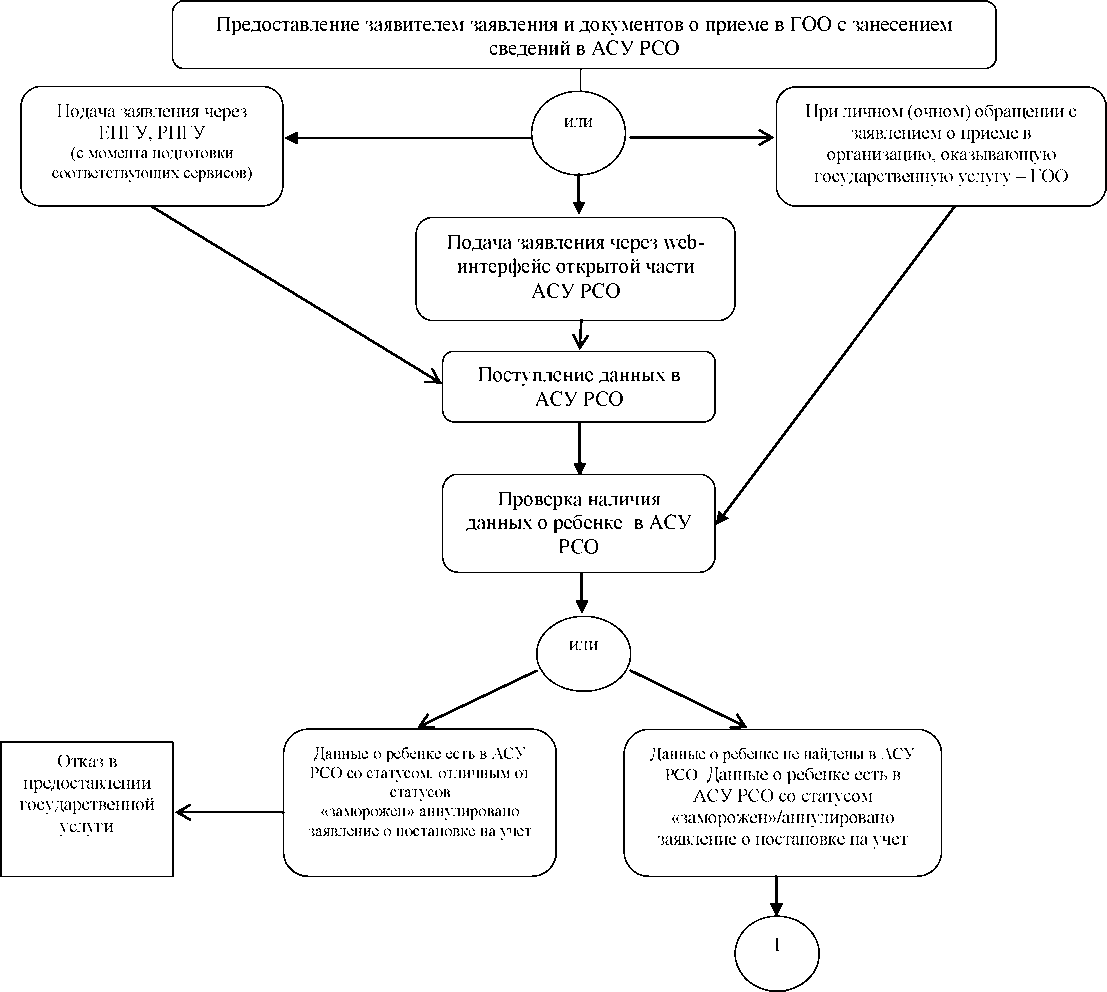 Предоставление заявителем заявления и документов о приеме в ГОО с занесением
сведений в АСУ РСО
Подача заявления через
ЕПГУ, РПГУ
(с момента подготовки
соответствующих сервисов)
или
При личном (очном) обращении с
заявлением о приеме в
организацию, оказывающую
государственную услугу – ГОО
Подача заявления через web-
интерфейс открытой части
АСУ РСО
Поступление данных в
АСУ РСО
Проверка наличия
данных о ребенке в АСУ
РСО
или
Отказ в
предоставлении
государственной
услуги
Данные о ребенке есть в АСУ
РСО со статусом, отличным от
статусов
«заморожен» аннулировано
заявление о постановке на учет
Данные о ребенке не найдены в АСУ
РСО Данные о ребенке есть в
АСУ РСО со статусом
«заморожен»/аннулировано
заявление о постановке на учет
1